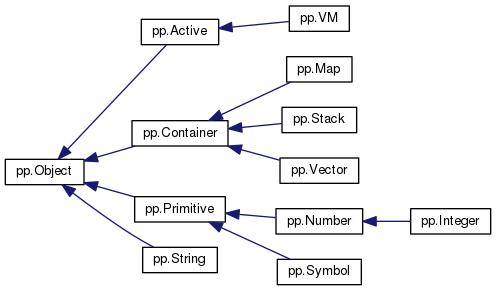 pp.VM
pp.Active
pp.Map
pp.Stack
pp.Container
pp.Vector
pp.Object
pp.Primitive
pp.Number
pp.Integer
pp.String
pp.Symbol